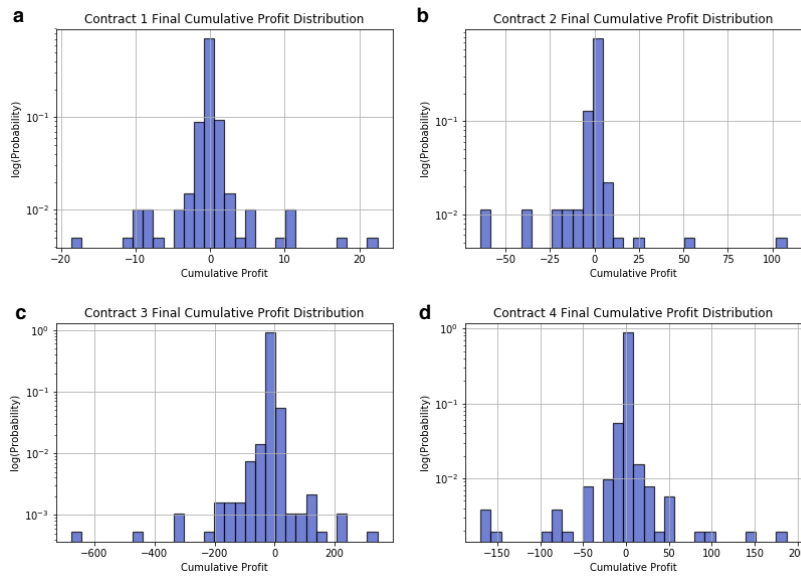 a
Contract 1 Final Cumulative Profit Distribution
log(Probability)
10⁻¹
10⁻²
−20 −10 0 10 20
Cumulative Profit
b
Contract 2 Final Cumulative Profit Distribution
log(Probability)
10⁻¹
10⁻²
−50 −25 0 25 50 75 100
Cumulative Profit
c
Contract 3 Final Cumulative Profit Distribution
log(Probability)
10⁰
10⁻¹
10⁻²
10⁻³
−600 −400 −200 0 200
Cumulative Profit
d
Contract 4 Final Cumulative Profit Distribution
log(Probability)
10⁰
10⁻¹
10⁻²
−150 −100 −50 0 50 100 150 200
Cumulative Profit